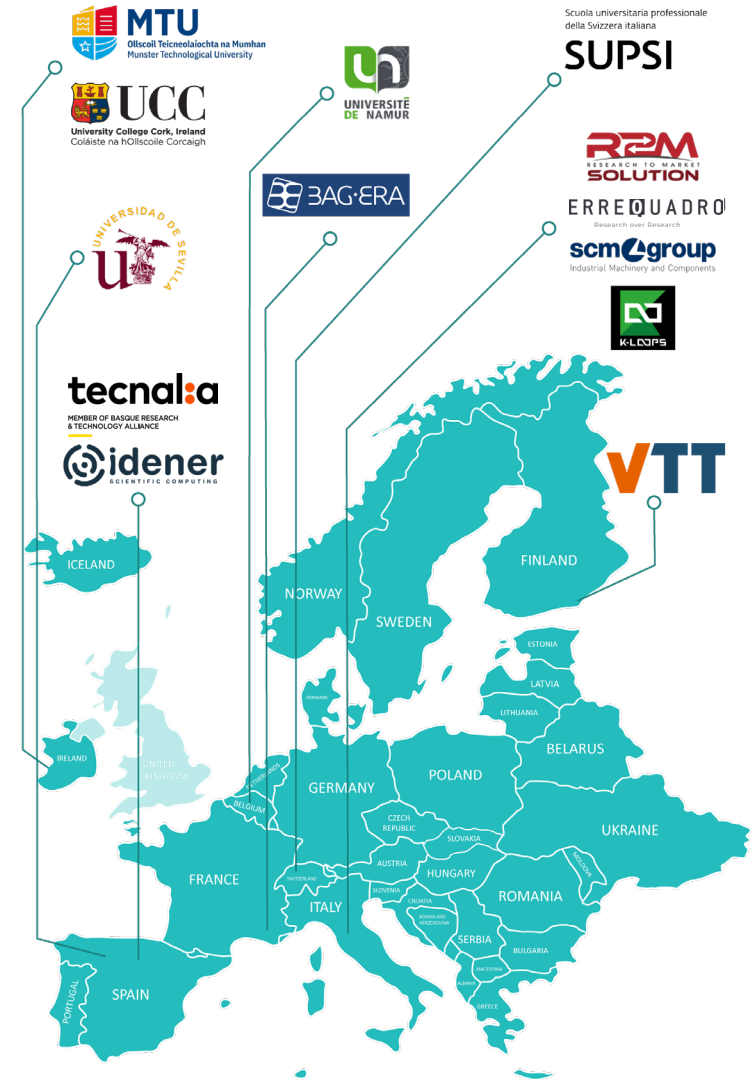 MTU
Ollscoil Teicneolaíochta na Mumhan
Munster Technological University
UCC
University College Cork, Ireland
Coláiste na hOllscoile Corcaigh
UNIVERSITÉ
DE NAMUR
Scuola universitaria professionale
della Svizzera italiana
SUPSI
BAG·ERA
R2M
RESEARCH TO MARKET
SOLUTION
ERREQUADRO
Research over Research
scm group
Industrial Machinery and Components
K-LOOPS
UNIVERSIDAD DE SEVILLA
tecnal:a
MEMBER OF BASQUE RESEARCH
& TECHNOLOGY ALLIANCE
idener
SCIENTIFIC COMPUTING
VTT
ICELAND
NORWAY
SWEDEN
FINLAND
ESTONIA
LATVIA
LITHUANIA
DENMARK
IRELAND
UNITED
KINGDOM
NETHERLANDS
BELGIUM
GERMANY
POLAND
BELARUS
UKRAINE
CZECH
REPUBLIC
SLOVAKIA
AUSTRIA
HUNGARY
MOLDOVA
FRANCE
SWITZERLAND
ITALY
SLOVENIA
CROATIA
BOSNIA AND
HERZEGOVINA
SERBIA
ROMANIA
BULGARIA
MACEDONIA
ALBANIA
GREECE
PORTUGAL
SPAIN